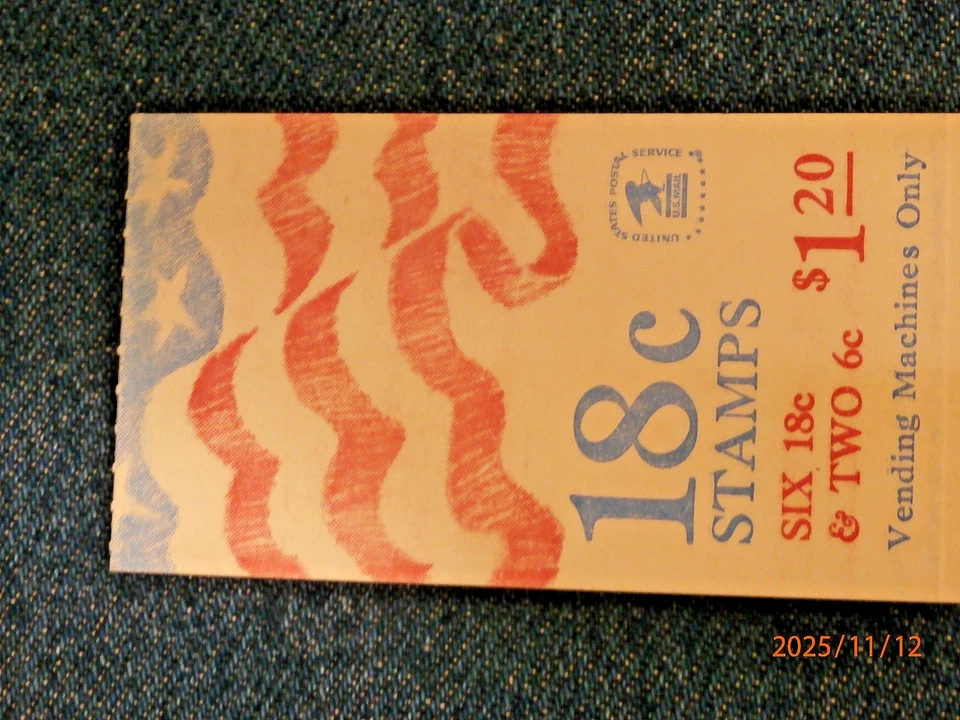 UNITED STATES POSTAL SERVICE
U.S.MAIL
18c
STAMPS
SIX 18c
& TWO 6c
$1 20
Vending Machines Only
2025/11/12